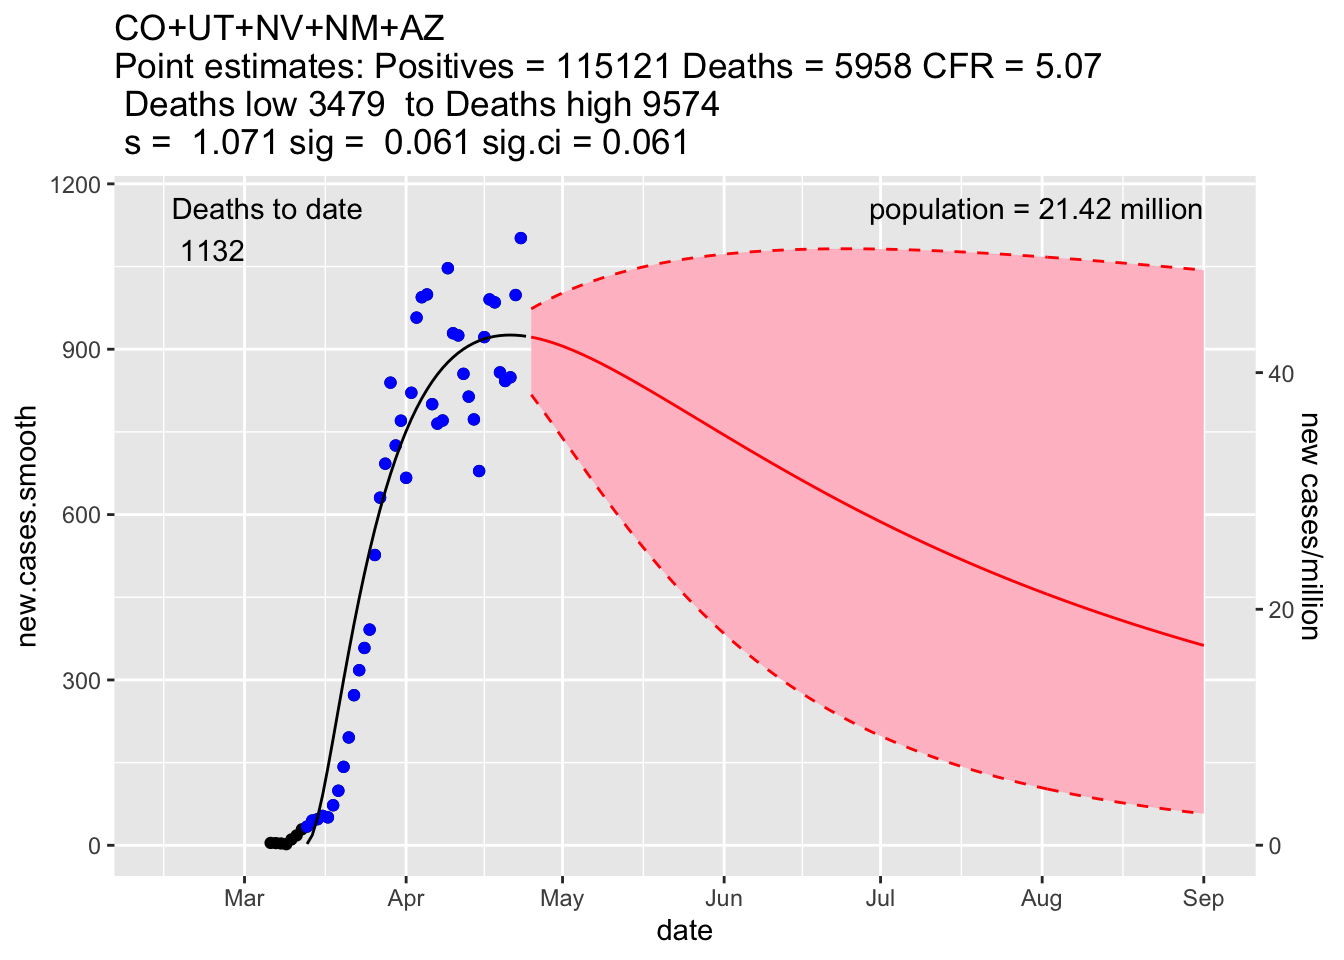 CO+UT+NV+NM+AZ
Point estimates: Positives = 115121 Deaths = 5958 CFR = 5.07
Deaths low 3479  to Deaths high 9574
s =  1.071 sig =  0.061 sig.ci = 0.061
Deaths to date
1132
population = 21.42 million
1200
900
600
300
0
new.cases.smooth
40
20
0
new cases/million
Mar Apr May Jun Jul Aug Sep
date